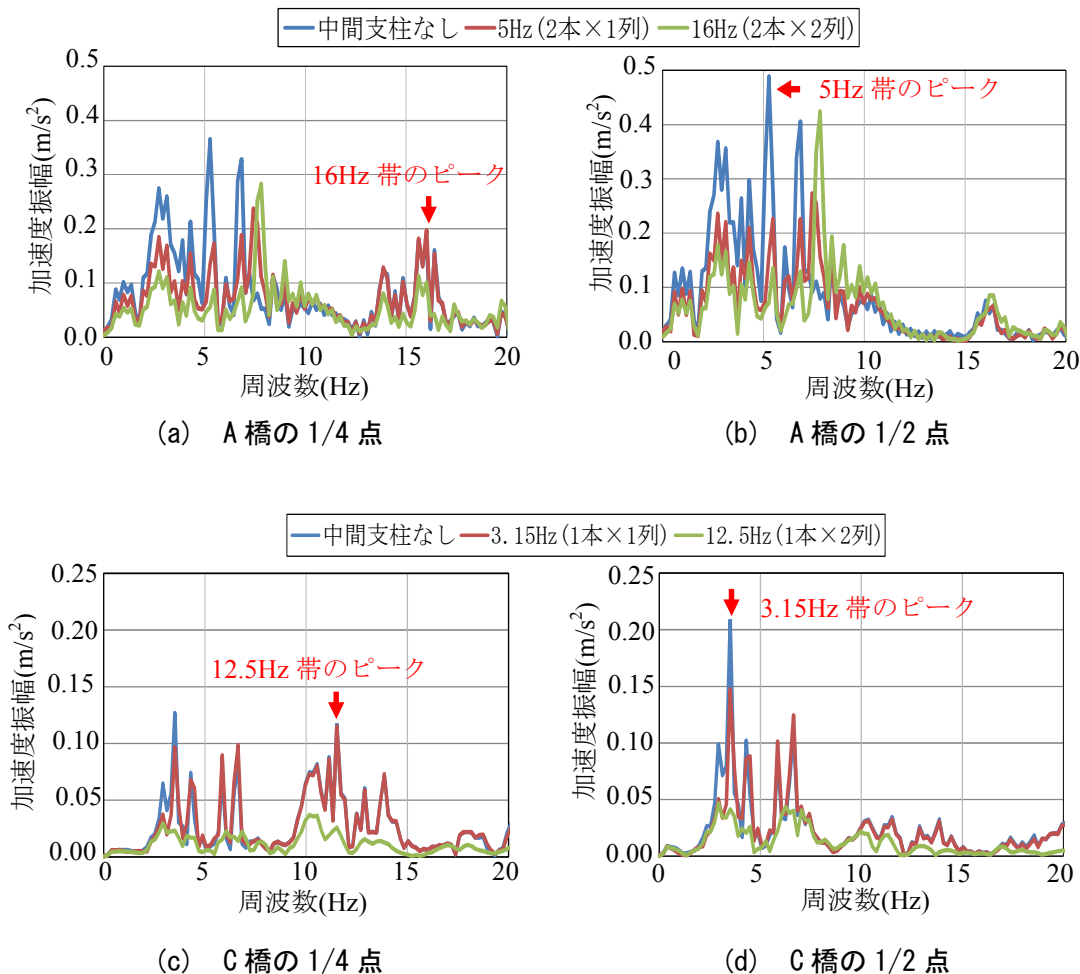 中間支柱なし 5Hz(2本×1列) 16Hz(2本×2列)
加速度振幅(m/s²)
0.5
0.4
0.3
0.2
0.1
0.0
16Hz 帯のピーク
0 5 10 15 20
周波数(Hz)
(a) A橋の1/4点
加速度振幅(m/s²)
0.5
0.4
0.3
0.2
0.1
0.0
5Hz 帯のピーク
0 5 10 15 20
周波数(Hz)
(b) A橋の1/2点
中間支柱なし 3.15Hz(1本×1列) 12.5Hz(1本×2列)
加速度振幅(m/s²)
0.25
0.20
0.15
0.10
0.05
0.00
12.5Hz 帯のピーク
0 5 10 15 20
周波数(Hz)
(c) C橋の1/4点
加速度振幅(m/s²)
0.25
0.20
0.15
0.10
0.05
0.00
3.15Hz 帯のピーク
0 5 10 15 20
周波数(Hz)
(d) C橋の1/2点